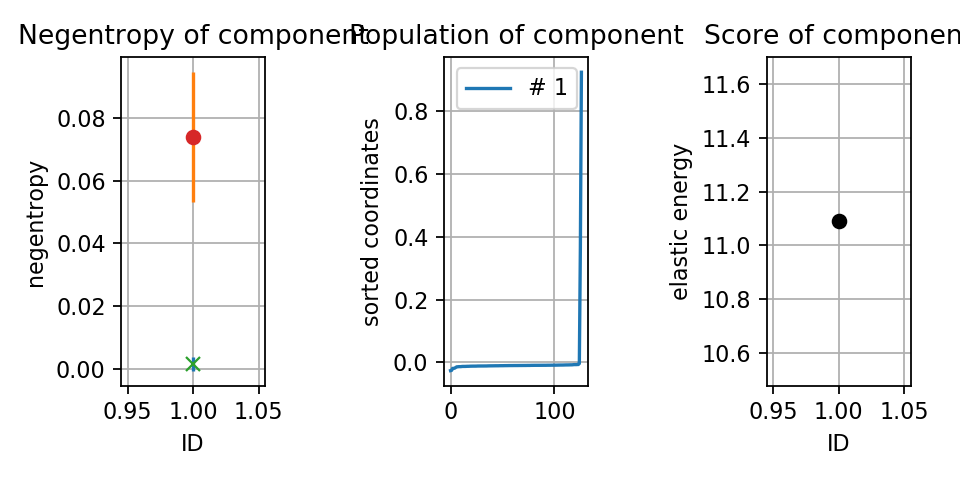 Negentropy of component
Population of component
Score of componen
negentropy
0.08
0.06
0.04
0.02
0.00
0.95 1.00 1.05
ID
sorted coordinates
0.8
0.6
0.4
0.2
0.0
# 1
0 100
elastic energy
11.6
11.4
11.2
11.0
10.8
10.6
0.95 1.00 1.05
ID